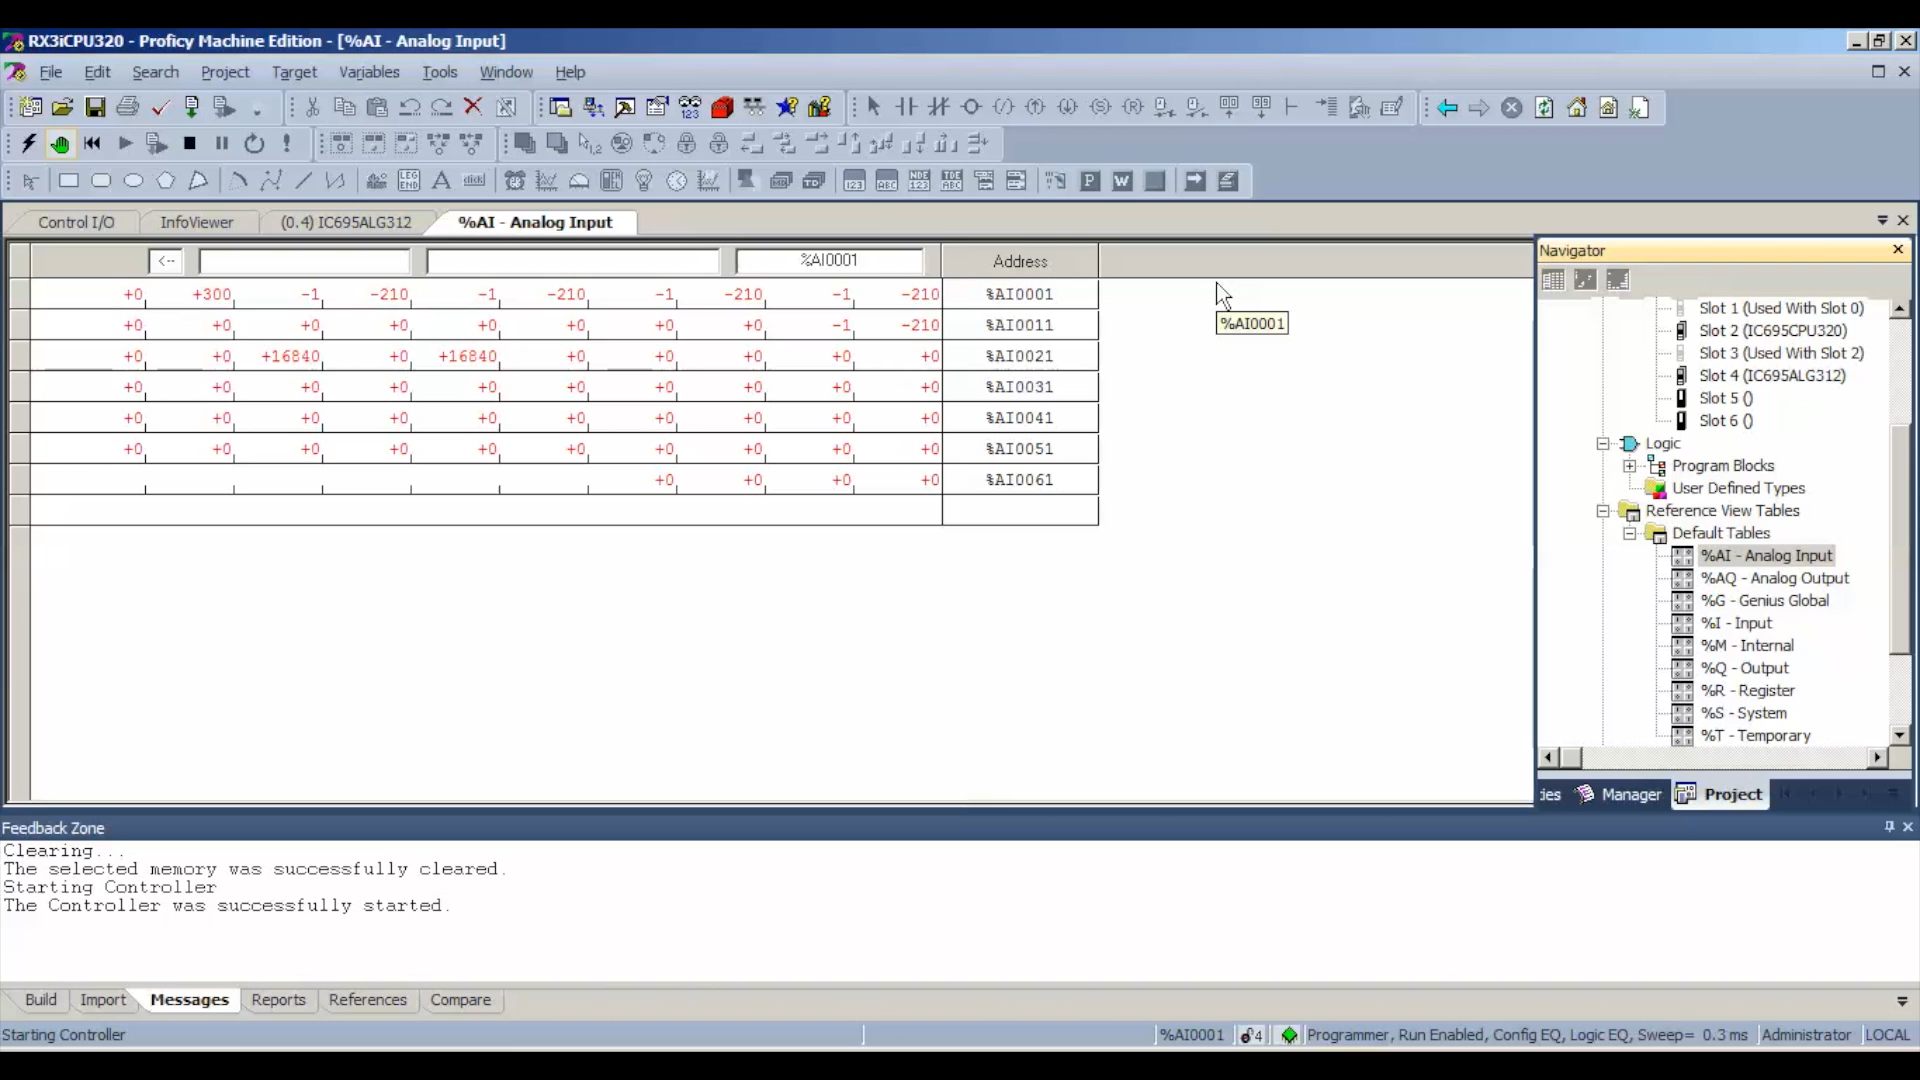 RX3iCPU320 - Proficy Machine Edition - [%AI - Analog Input]
File Edit Search Project Target Variables Tools Window Help
Control I/O InfoViewer (0.4) IC695ALG312 %AI - Analog Input
<-- %AI0001 Address
+0 +300 -1 -210 -1 -210 -1 -210 -1 -210 %AI0001
+0 +0 +0 +0 +0 +0 +0 +0 -1 -210 %AI0011
+0 +0 +16840 +0 +16840 +0 +0 +0 +0 +0 %AI0021
+0 +0 +0 +0 +0 +0 +0 +0 +0 +0 %AI0031
+0 +0 +0 +0 +0 +0 +0 +0 +0 +0 %AI0041
+0 +0 +0 +0 +0 +0 +0 +0 +0 +0 %AI0051
+0 +0 +0 +0 %AI0061
%AI0001
Navigator
Slot 1 (Used With Slot 0)
Slot 2 (IC695CPU320)
Slot 3 (Used With Slot 2)
Slot 4 (IC695ALG312)
Slot 5 ()
Slot 6 ()
Logic
Program Blocks
User Defined Types
Reference View Tables
Default Tables
%AI - Analog Input
%AQ - Analog Output
%G - Genius Global
%I - Input
%M - Internal
%Q - Output
%R - Register
%S - System
%T - Temporary
ies Manager Project
Feedback Zone
Clearing...
The selected memory was successfully cleared.
Starting Controller
The Controller was successfully started.
Build Import Messages Reports References Compare
Starting Controller %AI0001 4 Programmer, Run Enabled, Config EQ, Logic EQ, Sweep= 0.3 ms Administrator LOCAL